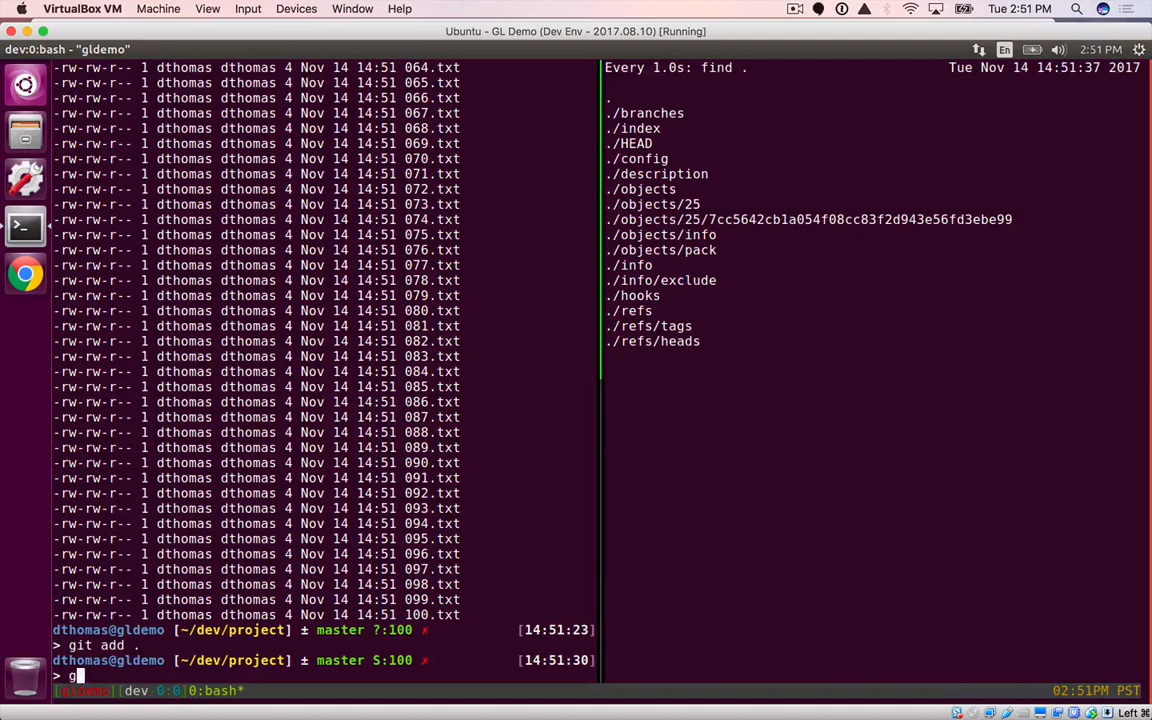 VirtualBox VM Machine View Input Devices Window Help Tue 2:51 PM
Ubuntu - GL Demo (Dev Env - 2017.08.10) [Running]
dev:0:bash - "gldemo" En 2:51 PM
-rw-rw-r-- 1 dthomas dthomas 4 Nov 14 14:51 064.txt
-rw-rw-r-- 1 dthomas dthomas 4 Nov 14 14:51 065.txt
-rw-rw-r-- 1 dthomas dthomas 4 Nov 14 14:51 066.txt
-rw-rw-r-- 1 dthomas dthomas 4 Nov 14 14:51 067.txt
-rw-rw-r-- 1 dthomas dthomas 4 Nov 14 14:51 068.txt
-rw-rw-r-- 1 dthomas dthomas 4 Nov 14 14:51 069.txt
-rw-rw-r-- 1 dthomas dthomas 4 Nov 14 14:51 070.txt
-rw-rw-r-- 1 dthomas dthomas 4 Nov 14 14:51 071.txt
-rw-rw-r-- 1 dthomas dthomas 4 Nov 14 14:51 072.txt
-rw-rw-r-- 1 dthomas dthomas 4 Nov 14 14:51 073.txt
-rw-rw-r-- 1 dthomas dthomas 4 Nov 14 14:51 074.txt
-rw-rw-r-- 1 dthomas dthomas 4 Nov 14 14:51 075.txt
-rw-rw-r-- 1 dthomas dthomas 4 Nov 14 14:51 076.txt
-rw-rw-r-- 1 dthomas dthomas 4 Nov 14 14:51 077.txt
-rw-rw-r-- 1 dthomas dthomas 4 Nov 14 14:51 078.txt
-rw-rw-r-- 1 dthomas dthomas 4 Nov 14 14:51 079.txt
-rw-rw-r-- 1 dthomas dthomas 4 Nov 14 14:51 080.txt
-rw-rw-r-- 1 dthomas dthomas 4 Nov 14 14:51 081.txt
-rw-rw-r-- 1 dthomas dthomas 4 Nov 14 14:51 082.txt
-rw-rw-r-- 1 dthomas dthomas 4 Nov 14 14:51 083.txt
-rw-rw-r-- 1 dthomas dthomas 4 Nov 14 14:51 084.txt
-rw-rw-r-- 1 dthomas dthomas 4 Nov 14 14:51 085.txt
-rw-rw-r-- 1 dthomas dthomas 4 Nov 14 14:51 086.txt
-rw-rw-r-- 1 dthomas dthomas 4 Nov 14 14:51 087.txt
-rw-rw-r-- 1 dthomas dthomas 4 Nov 14 14:51 088.txt
-rw-rw-r-- 1 dthomas dthomas 4 Nov 14 14:51 089.txt
-rw-rw-r-- 1 dthomas dthomas 4 Nov 14 14:51 090.txt
-rw-rw-r-- 1 dthomas dthomas 4 Nov 14 14:51 091.txt
-rw-rw-r-- 1 dthomas dthomas 4 Nov 14 14:51 092.txt
-rw-rw-r-- 1 dthomas dthomas 4 Nov 14 14:51 093.txt
-rw-rw-r-- 1 dthomas dthomas 4 Nov 14 14:51 094.txt
-rw-rw-r-- 1 dthomas dthomas 4 Nov 14 14:51 095.txt
-rw-rw-r-- 1 dthomas dthomas 4 Nov 14 14:51 096.txt
-rw-rw-r-- 1 dthomas dthomas 4 Nov 14 14:51 097.txt
-rw-rw-r-- 1 dthomas dthomas 4 Nov 14 14:51 098.txt
-rw-rw-r-- 1 dthomas dthomas 4 Nov 14 14:51 099.txt
-rw-rw-r-- 1 dthomas dthomas 4 Nov 14 14:51 100.txt
dthomas@gldemo [~/dev/project] ± master ?:100 ✗ [14:51:23]
> git add .
dthomas@gldemo [~/dev/project] ± master S:100 ✗ [14:51:30]
> g
Every 1.0s: find . Tue Nov 14 14:51:37 2017
.
./branches
./index
./HEAD
./config
./description
./objects
./objects/25
./objects/25/7cc5642cb1a054f08cc83f2d943e56fd3ebe99
./objects/info
./objects/pack
./info
./info/exclude
./hooks
./refs
./refs/tags
./refs/heads
[gldemo][dev-0:0]0:bash* 02:51PM PST
Left ⌘